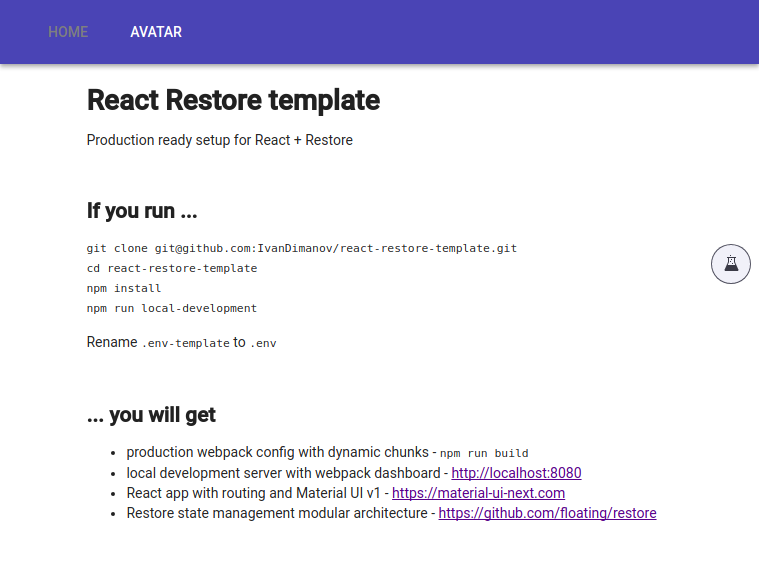 HOME AVATAR
React Restore template
Production ready setup for React + Restore
If you run ...
git clone git@github.com:IvanDimanov/react-restore-template.git
cd react-restore-template
npm install
npm run local-development
Rename .env-template to .env
... you will get
• production webpack config with dynamic chunks - npm run build
• local development server with webpack dashboard - http://localhost:8080
• React app with routing and Material UI v1 - https://material-ui-next.com
• Restore state management modular architecture - https://github.com/floating/restore